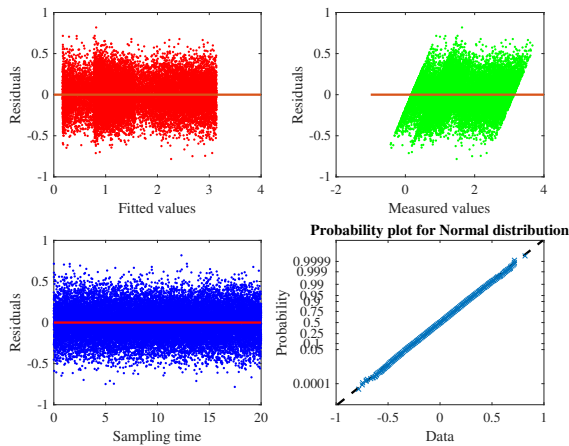 1
0.5
0
-0.5
-1
Residuals
0 1 2 3 4
Fitted values
1
0.5
0
-0.5
-1
Residuals
-2 0 2 4
Measured values
1
0.5
0
-0.5
-1
Residuals
0 5 10 15 20
Sampling time
Probability plot for Normal distribution
0.9999
0.999
0.99
0.95
0.9
0.75
0.5
0.25
0.1
0.05
0.0001
Probability
-1 -0.5 0 0.5 1
Data